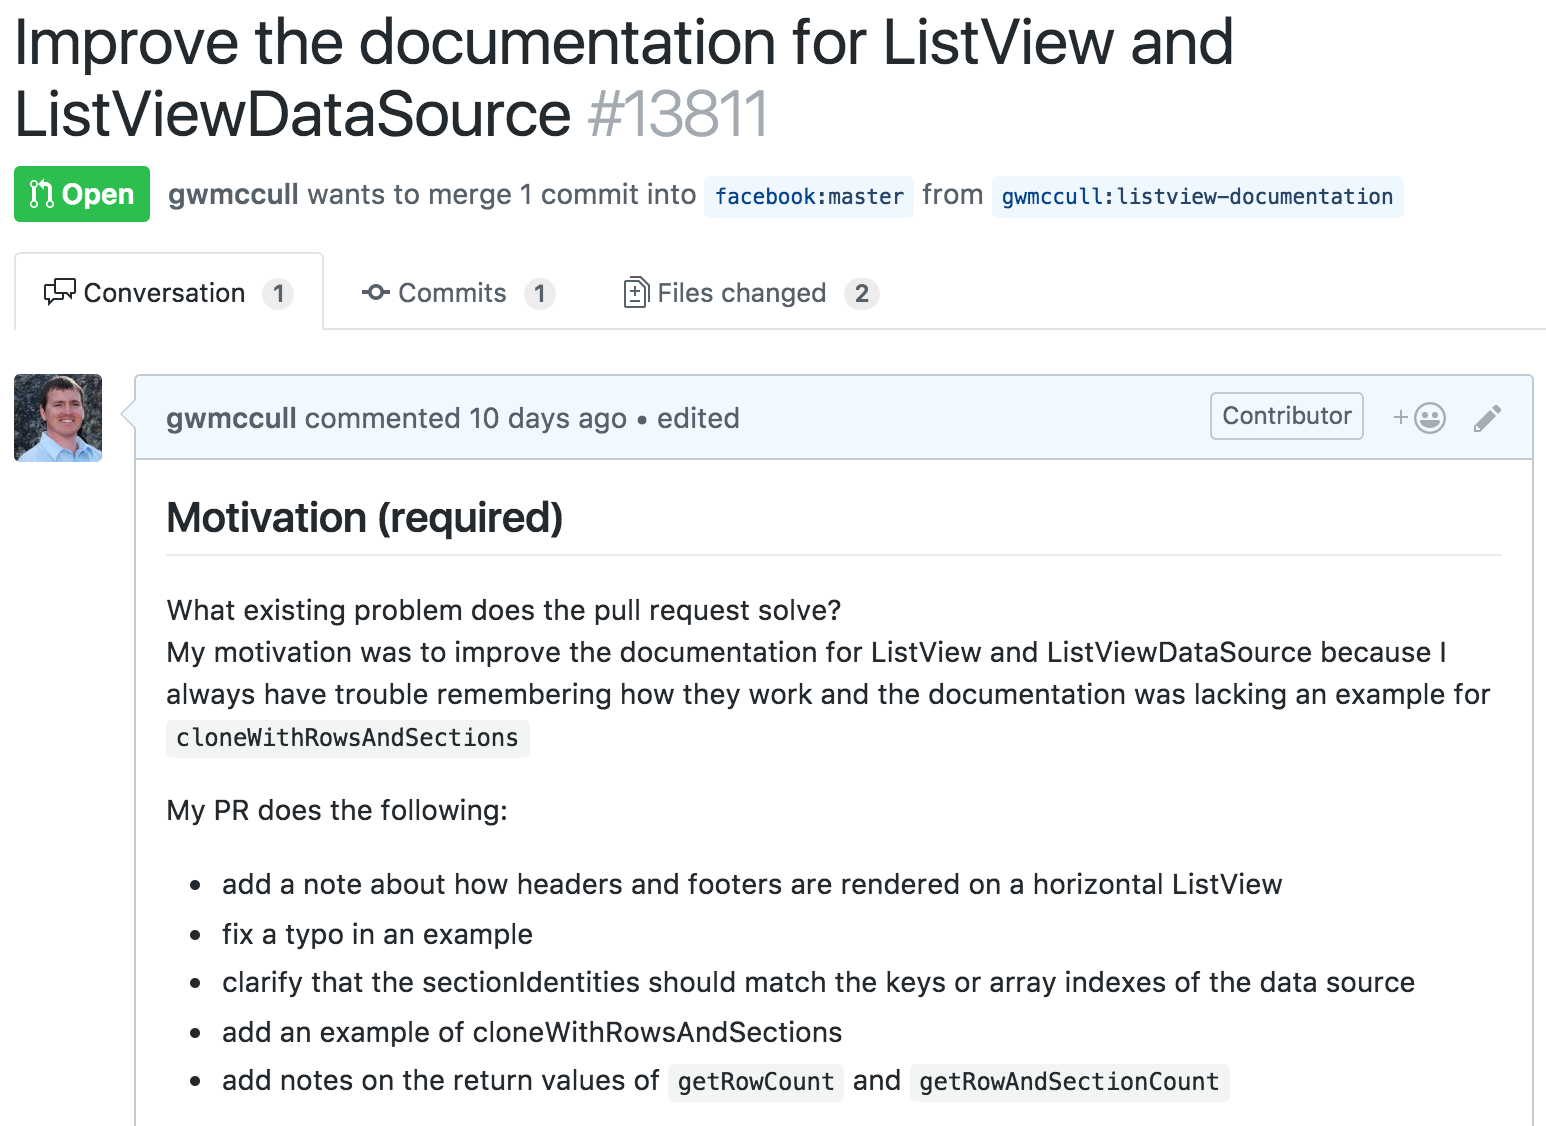 Improve the documentation for ListView and
ListViewDataSource #13811
Open gwmccull wants to merge 1 commit into facebook:master from gwmccull:listview-documentation
Conversation 1 Commits 1 Files changed 2
gwmccull commented 10 days ago • edited Contributor +
Motivation (required)
What existing problem does the pull request solve?
My motivation was to improve the documentation for ListView and ListViewDataSource because I
always have trouble remembering how they work and the documentation was lacking an example for
cloneWithRowsAndSections
My PR does the following:
• add a note about how headers and footers are rendered on a horizontal ListView
• fix a typo in an example
• clarify that the sectionIdentities should match the keys or array indexes of the data source
• add an example of cloneWithRowsAndSections
• add notes on the return values of getRowCount and getRowAndSectionCount